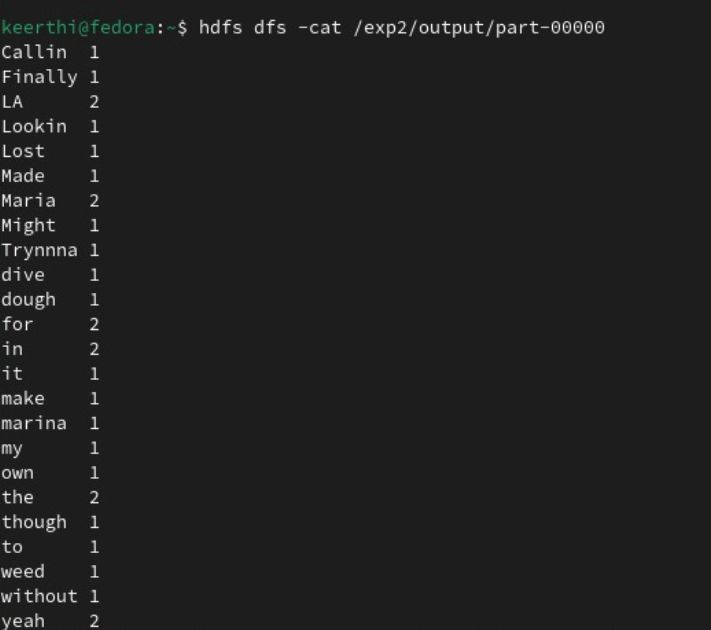 keerthi@fedora:~$ hdfs dfs -cat /exp2/output/part-00000
Callin 1
Finally 1
LA 2
Lookin 1
Lost 1
Made 1
Maria 2
Might 1
Trynnna 1
dive 1
dough 1
for 2
in 2
it 1
make 1
marina 1
my 1
own 1
the 2
though 1
to 1
weed 1
without 1
yeah 2